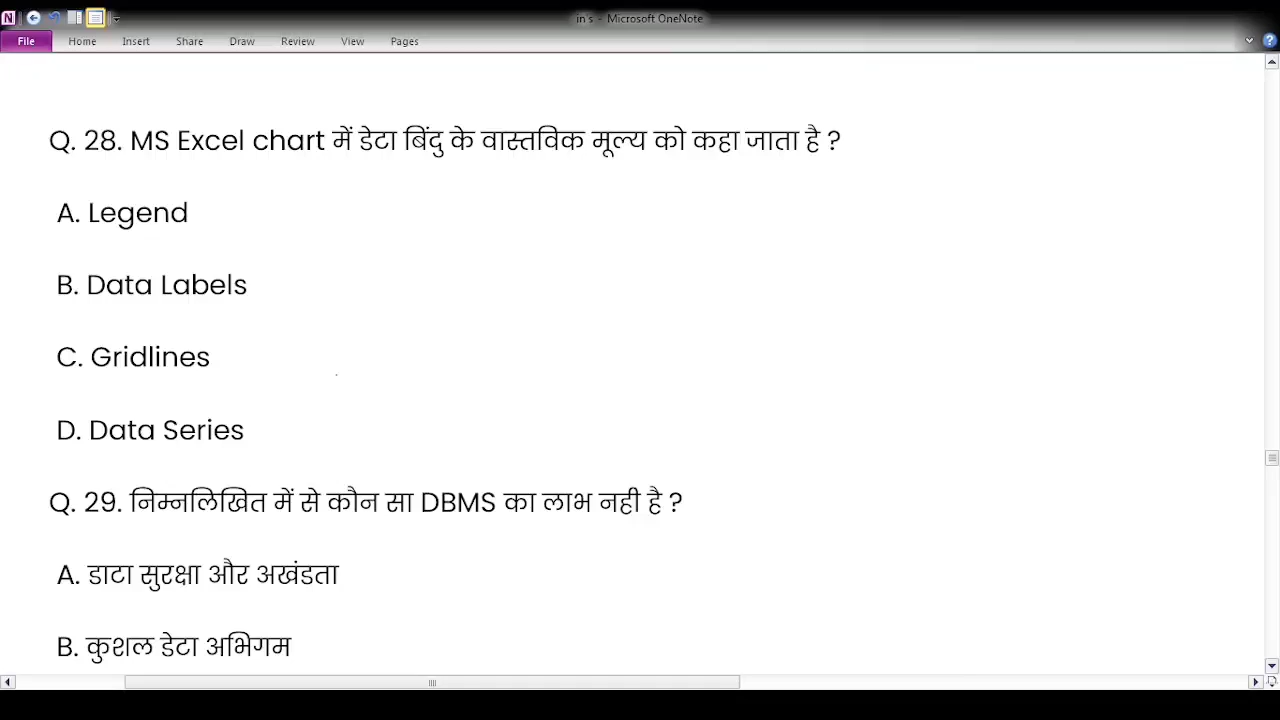 in s - Microsoft OneNote
File Home Insert Share Draw Review View Pages
Q. 28. MS Excel chart में डेटा बिंदु के वास्तविक मूल्य को कहा जाता है ?
A. Legend
B. Data Labels
C. Gridlines
D. Data Series
Q. 29. निम्नलिखित में से कौन सा DBMS का लाभ नही है ?
A. डाटा सुरक्षा और अखंडता
B. कुशल डेटा अभिगम